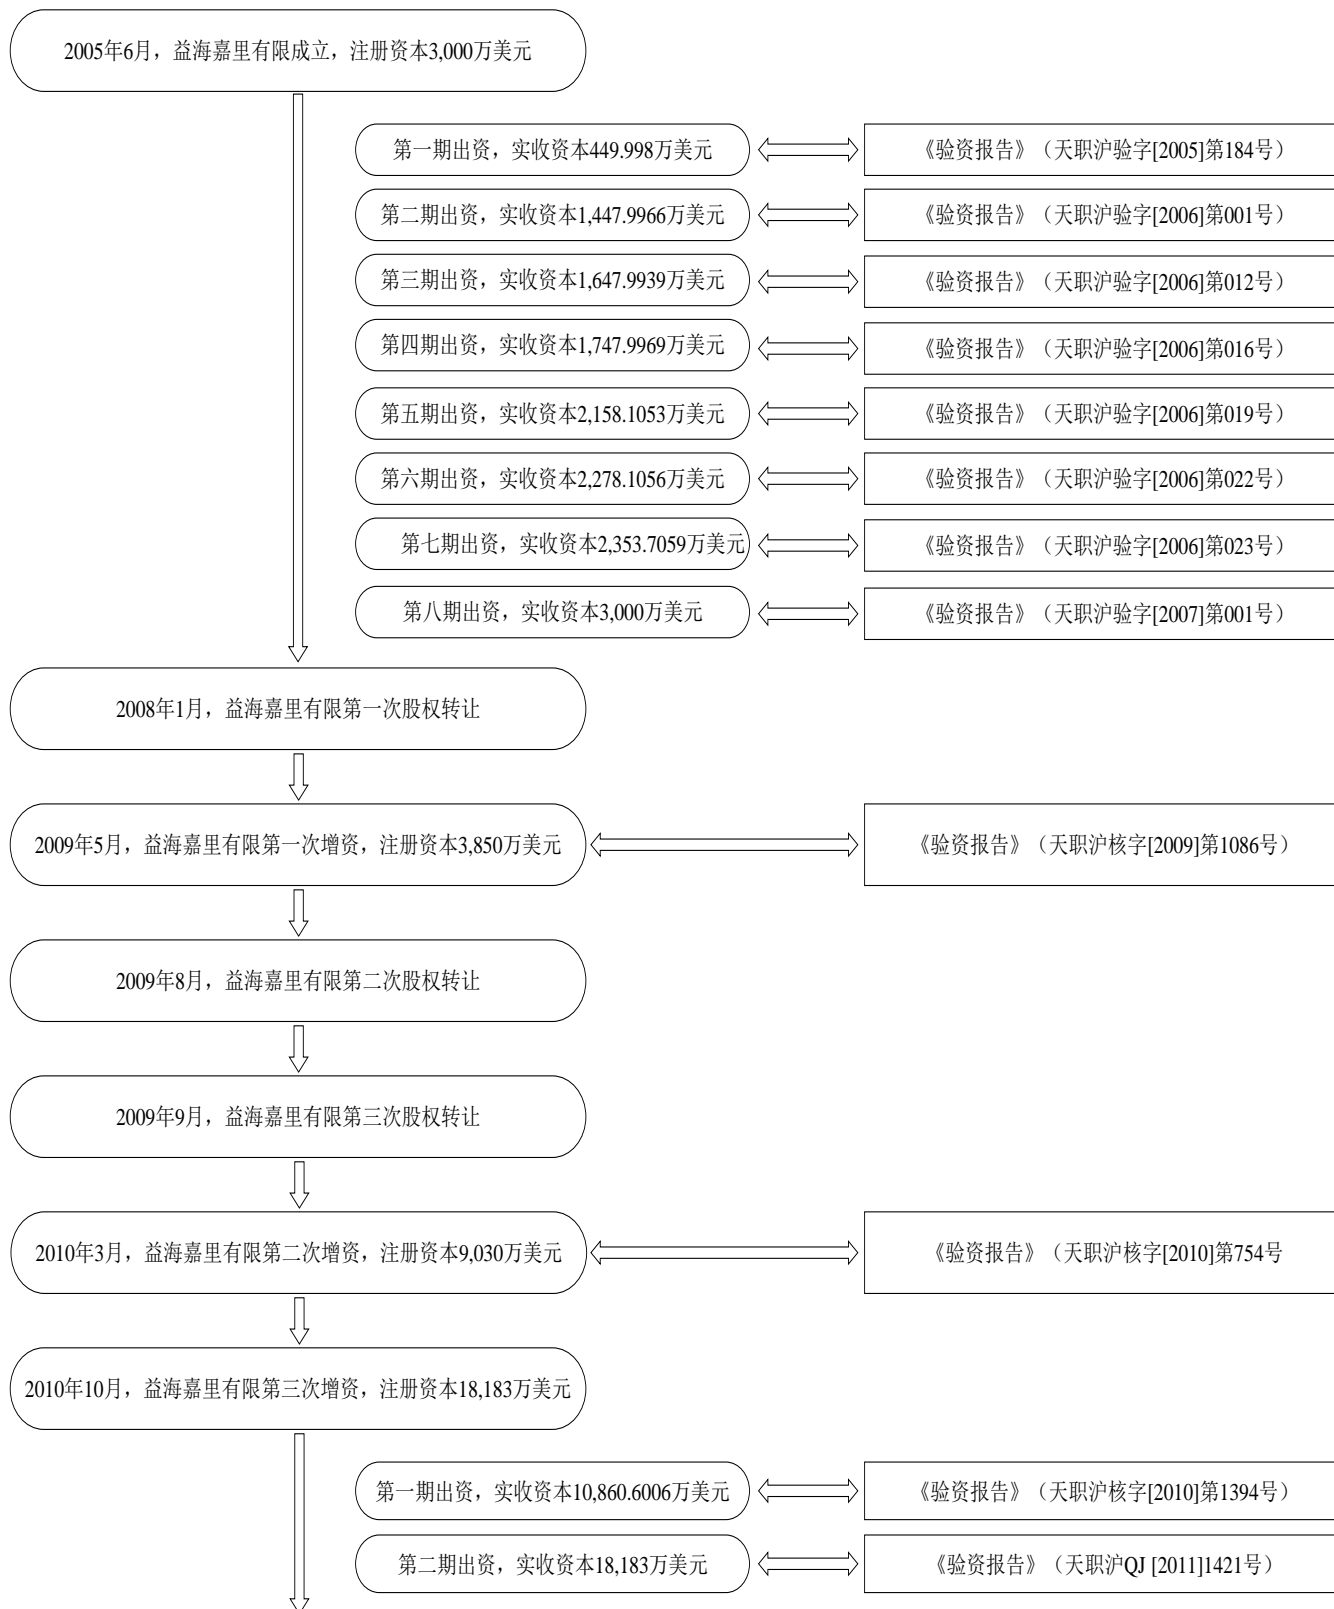 2005年6月，益海嘉里有限成立，注册资本3,000万美元
第一期出资，实收资本449.998万美元
《验资报告》（天职沪验字[2005]第184号）
第二期出资，实收资本1,447.9966万美元
《验资报告》（天职沪验字[2006]第001号）
第三期出资，实收资本1,647.9939万美元
《验资报告》（天职沪验字[2006]第012号）
第四期出资，实收资本1,747.9969万美元
《验资报告》（天职沪验字[2006]第016号）
第五期出资，实收资本2,158.1053万美元
《验资报告》（天职沪验字[2006]第019号）
第六期出资，实收资本2,278.1056万美元
《验资报告》（天职沪验字[2006]第022号）
第七期出资，实收资本2,353.7059万美元
《验资报告》（天职沪验字[2006]第023号）
第八期出资，实收资本3,000万美元
《验资报告》（天职沪验字[2007]第001号）
2008年1月，益海嘉里有限第一次股权转让
2009年5月，益海嘉里有限第一次增资，注册资本3,850万美元
《验资报告》（天职沪核字[2009]第1086号）
2009年8月，益海嘉里有限第二次股权转让
2009年9月，益海嘉里有限第三次股权转让
2010年3月，益海嘉里有限第二次增资，注册资本9,030万美元
《验资报告》（天职沪核字[2010]第754号
2010年10月，益海嘉里有限第三次增资，注册资本18,183万美元
第一期出资，实收资本10,860.6006万美元
《验资报告》（天职沪核字[2010]第1394号）
第二期出资，实收资本18,183万美元
《验资报告》（天职沪QJ [2011]1421号）